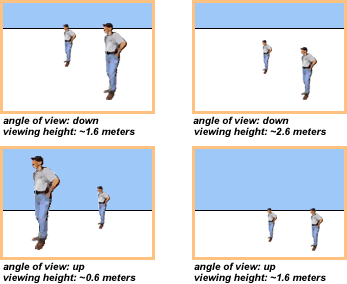 angle of view: down
viewing height: ~1.6 meters
angle of view: down
viewing height: ~2.6 meters
angle of view: up
viewing height: ~0.6 meters
angle of view: up
viewing height: ~1.6 meters